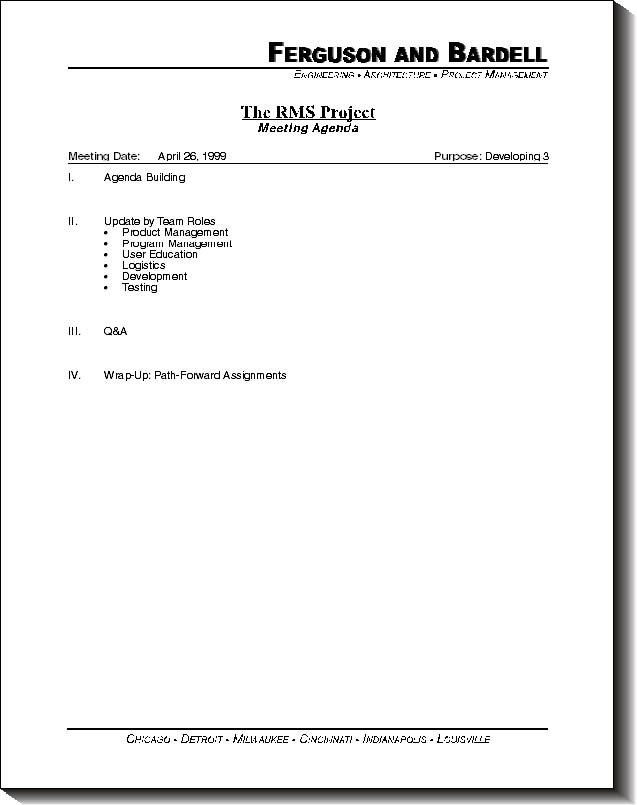 FERGUSON AND BARDELL
ENGINEERING • ARCHITECTURE • PROJECT MANAGEMENT
The RMS Project
Meeting Agenda
Meeting Date: April 26, 1999 Purpose: Developing 3
I. Agenda Building
II. Update by Team Roles
• Product Management
• Program Management
• User Education
• Logistics
• Development
• Testing
III. Q&A
IV. Wrap-Up: Path-Forward Assignments
CHICAGO • DETROIT • MILWAUKEE • CINCINNATI • INDIANAPOLIS • LOUISVILLE